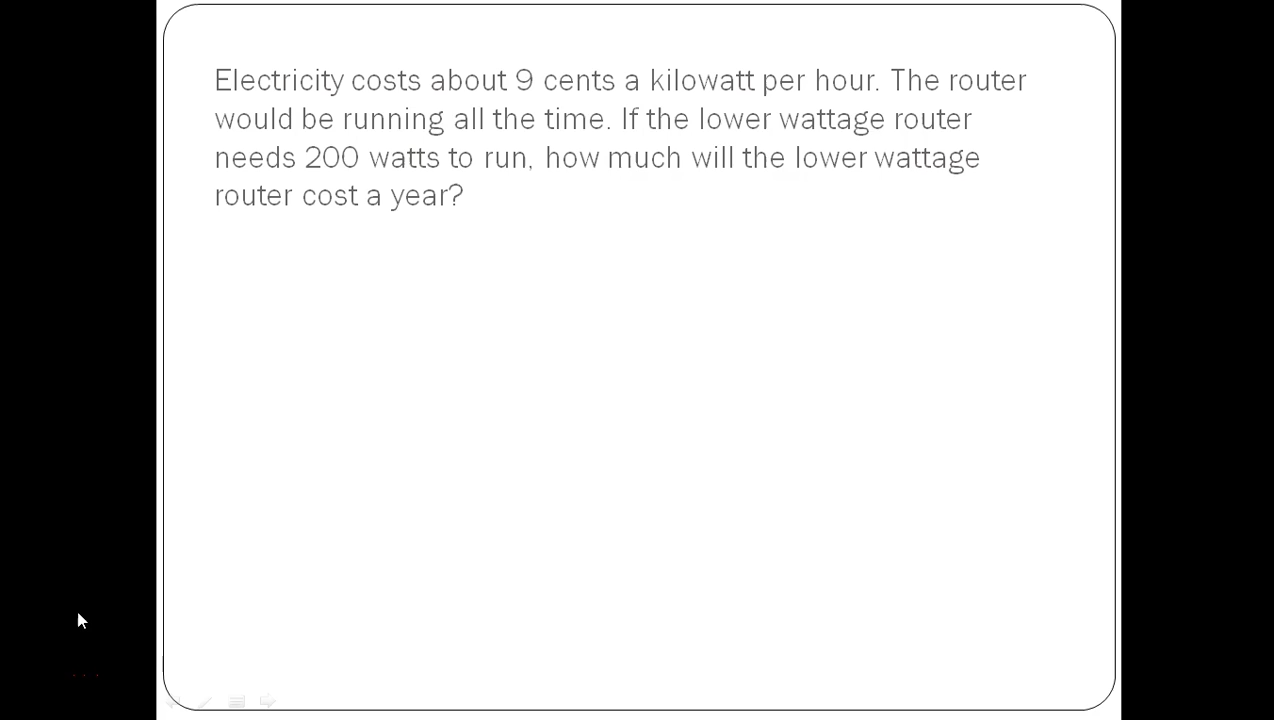 Electricity costs about 9 cents a kilowatt per hour. The router
would be running all the time. If the lower wattage router
needs 200 watts to run, how much will the lower wattage
router cost a year?